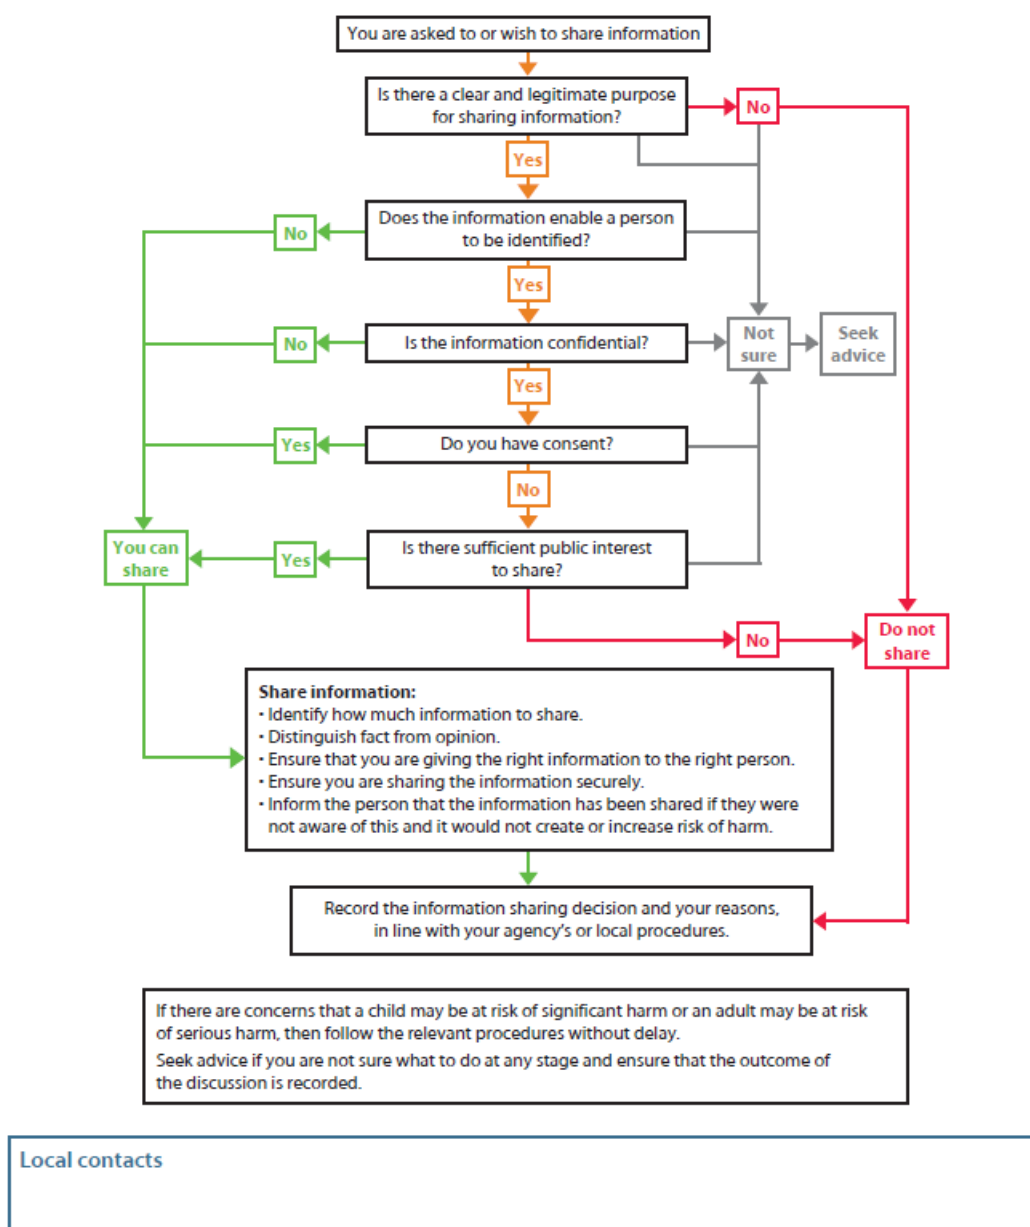 You are asked to or wish to share information
Is there a clear and legitimate purpose
for sharing information?
No
Yes
Does the information enable a person
to be identified?
No
Yes
Is the information confidential?
No
Not
sure
Seek
advice
Yes
Do you have consent?
Yes
No
Is there sufficient public interest
to share?
Yes
You can
share
No
Do not
share
Share information:
• Identify how much information to share.
• Distinguish fact from opinion.
• Ensure that you are giving the right information to the right person.
• Ensure you are sharing the information securely.
• Inform the person that the information has been shared if they were
not aware of this and it would not create or increase risk of harm.
Record the information sharing decision and your reasons,
in line with your agency's or local procedures.
If there are concerns that a child may be at risk of significant harm or an adult may be at risk
of serious harm, then follow the relevant procedures without delay.
Seek advice if you are not sure what to do at any stage and ensure that the outcome of
the discussion is recorded.
Local contacts